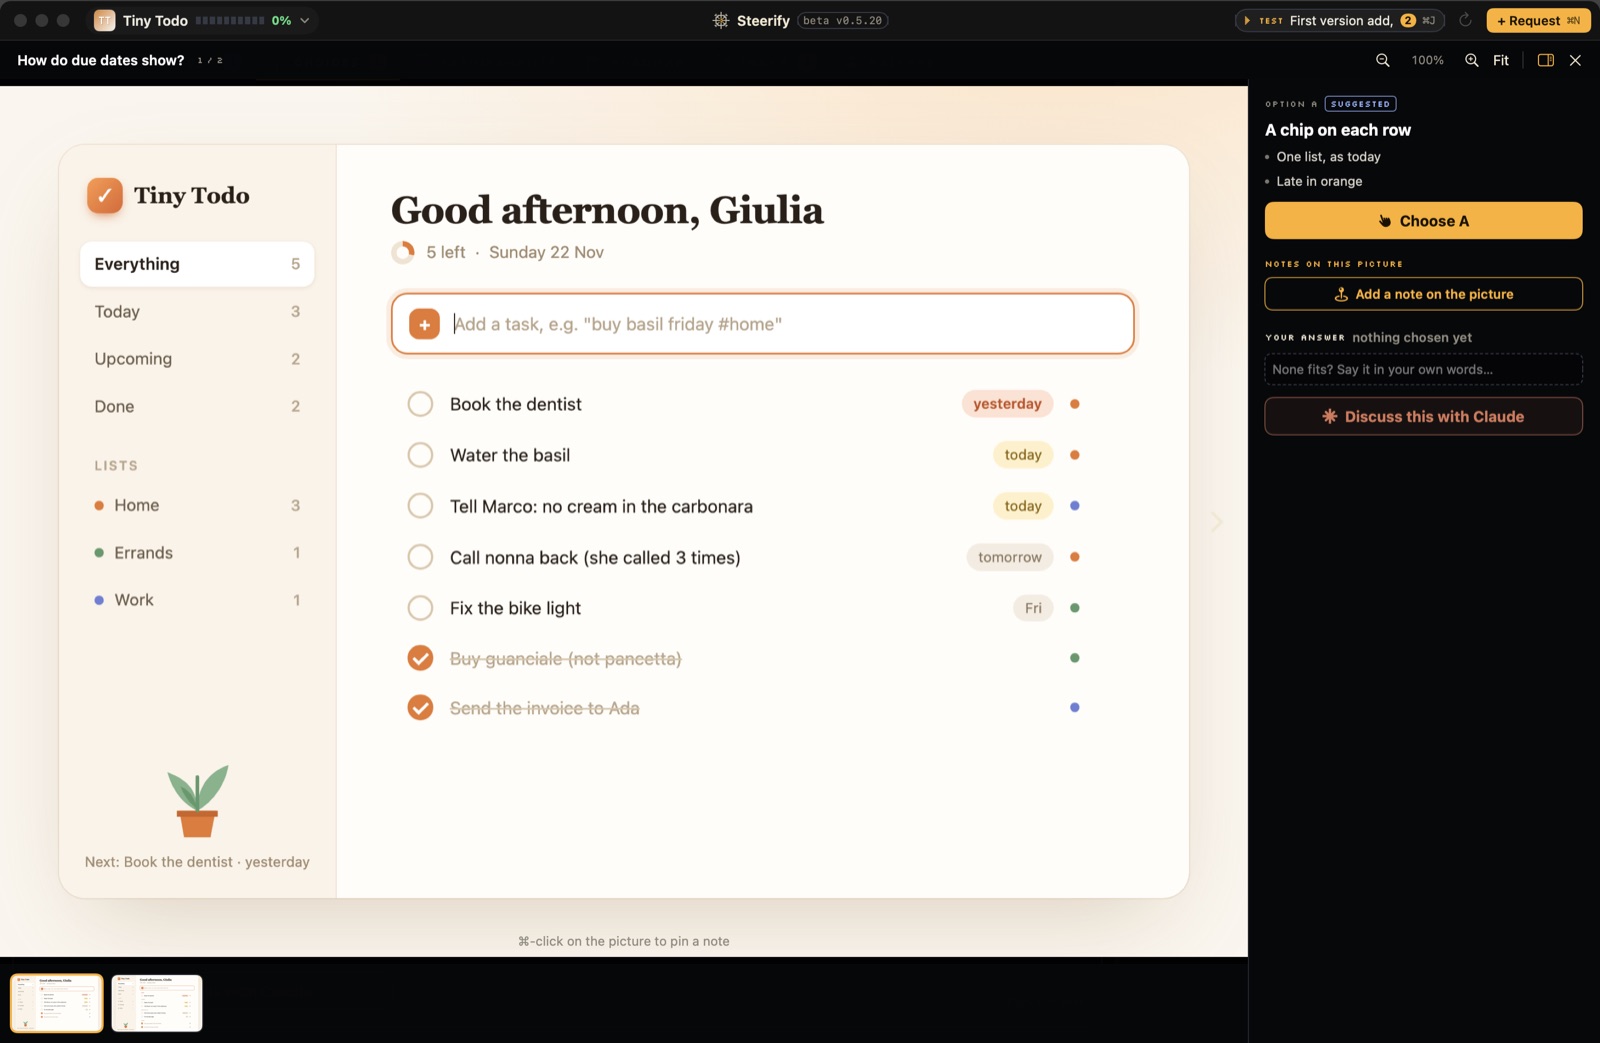 TT Tiny Todo 0%
Steerify beta v0.5.20
TEST First version add, 2 ⌘J
+ Request ⌘N
How do due dates show? 1 / 2
100% Fit
✓ Tiny Todo
Everything 5
Today 3
Upcoming 2
Done 2
LISTS
Home 3
Errands 1
Work 1
Next: Book the dentist · yesterday
Good afternoon, Giulia
5 left · Sunday 22 Nov
+ Add a task, e.g. "buy basil friday #home"
Book the dentist yesterday
Water the basil today
Tell Marco: no cream in the carbonara today
Call nonna back (she called 3 times) tomorrow
Fix the bike light Fri
Buy guanciale (not pancetta)
Send the invoice to Ada
⌘-click on the picture to pin a note
OPTION A SUGGESTED
A chip on each row
• One list, as today
• Late in orange
Choose A
NOTES ON THIS PICTURE
Add a note on the picture
YOUR ANSWER nothing chosen yet
None fits? Say it in your own words...
Discuss this with Claude
Good afternoon, Giulia
Good afternoon, Giulia